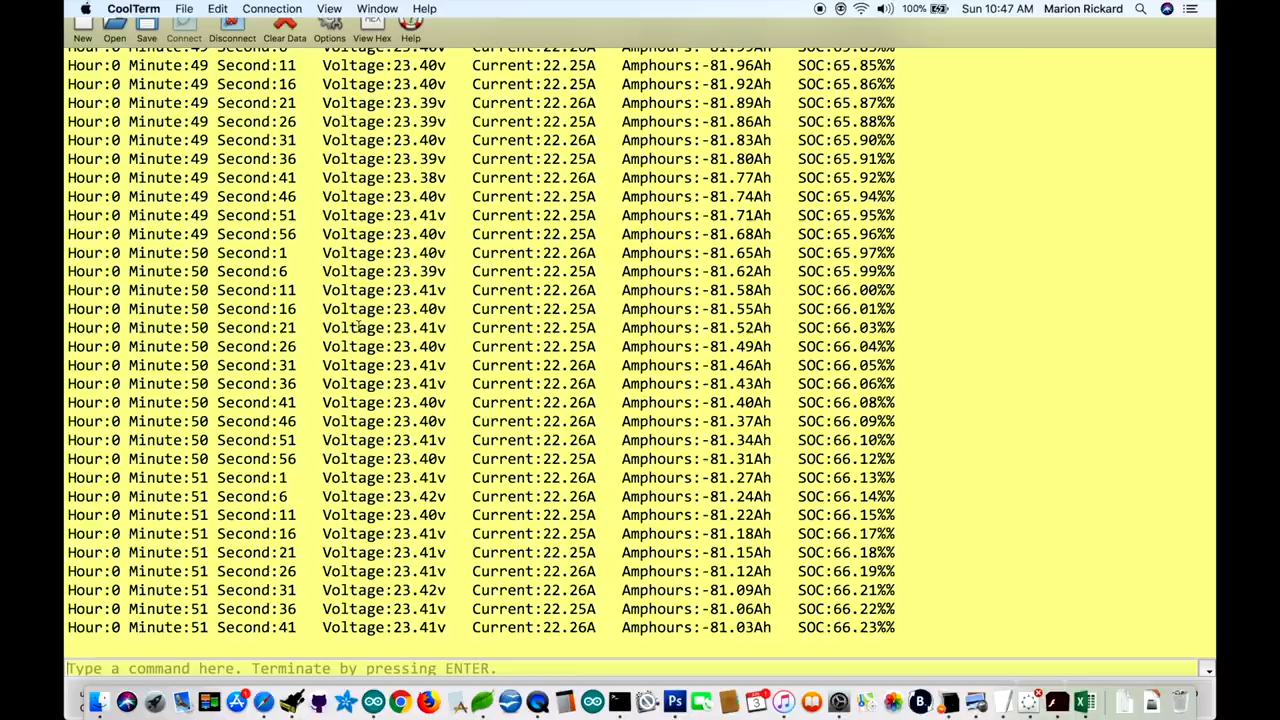 CoolTerm File Edit Connection View Window Help 100% Sun 10:47 AM Marion Rickard
New Open Save Connect Disconnect Clear Data Options View Hex Help
HEX
Hour:0 Minute:49 Second:11 Voltage:23.40v Current:22.25A Amphours:-81.96Ah SOC:65.85%%
Hour:0 Minute:49 Second:16 Voltage:23.40v Current:22.25A Amphours:-81.92Ah SOC:65.86%%
Hour:0 Minute:49 Second:21 Voltage:23.39v Current:22.26A Amphours:-81.89Ah SOC:65.87%%
Hour:0 Minute:49 Second:26 Voltage:23.39v Current:22.25A Amphours:-81.86Ah SOC:65.88%%
Hour:0 Minute:49 Second:31 Voltage:23.40v Current:22.26A Amphours:-81.83Ah SOC:65.90%%
Hour:0 Minute:49 Second:36 Voltage:23.39v Current:22.25A Amphours:-81.80Ah SOC:65.91%%
Hour:0 Minute:49 Second:41 Voltage:23.38v Current:22.26A Amphours:-81.77Ah SOC:65.92%%
Hour:0 Minute:49 Second:46 Voltage:23.40v Current:22.25A Amphours:-81.74Ah SOC:65.94%%
Hour:0 Minute:49 Second:51 Voltage:23.41v Current:22.25A Amphours:-81.71Ah SOC:65.95%%
Hour:0 Minute:49 Second:56 Voltage:23.40v Current:22.25A Amphours:-81.68Ah SOC:65.96%%
Hour:0 Minute:50 Second:1 Voltage:23.40v Current:22.26A Amphours:-81.65Ah SOC:65.97%%
Hour:0 Minute:50 Second:6 Voltage:23.39v Current:22.25A Amphours:-81.62Ah SOC:65.99%%
Hour:0 Minute:50 Second:11 Voltage:23.41v Current:22.26A Amphours:-81.58Ah SOC:66.00%%
Hour:0 Minute:50 Second:16 Voltage:23.40v Current:22.25A Amphours:-81.55Ah SOC:66.01%%
Hour:0 Minute:50 Second:21 Voltage:23.41v Current:22.25A Amphours:-81.52Ah SOC:66.03%%
Hour:0 Minute:50 Second:26 Voltage:23.40v Current:22.25A Amphours:-81.49Ah SOC:66.04%%
Hour:0 Minute:50 Second:31 Voltage:23.41v Current:22.26A Amphours:-81.46Ah SOC:66.05%%
Hour:0 Minute:50 Second:36 Voltage:23.41v Current:22.26A Amphours:-81.43Ah SOC:66.06%%
Hour:0 Minute:50 Second:41 Voltage:23.40v Current:22.26A Amphours:-81.40Ah SOC:66.08%%
Hour:0 Minute:50 Second:46 Voltage:23.40v Current:22.26A Amphours:-81.37Ah SOC:66.09%%
Hour:0 Minute:50 Second:51 Voltage:23.41v Current:22.25A Amphours:-81.34Ah SOC:66.10%%
Hour:0 Minute:50 Second:56 Voltage:23.40v Current:22.25A Amphours:-81.31Ah SOC:66.12%%
Hour:0 Minute:51 Second:1 Voltage:23.41v Current:22.26A Amphours:-81.27Ah SOC:66.13%%
Hour:0 Minute:51 Second:6 Voltage:23.42v Current:22.26A Amphours:-81.24Ah SOC:66.14%%
Hour:0 Minute:51 Second:11 Voltage:23.40v Current:22.25A Amphours:-81.22Ah SOC:66.15%%
Hour:0 Minute:51 Second:16 Voltage:23.41v Current:22.25A Amphours:-81.18Ah SOC:66.17%%
Hour:0 Minute:51 Second:21 Voltage:23.41v Current:22.25A Amphours:-81.15Ah SOC:66.18%%
Hour:0 Minute:51 Second:26 Voltage:23.41v Current:22.26A Amphours:-81.12Ah SOC:66.19%%
Hour:0 Minute:51 Second:31 Voltage:23.42v Current:22.26A Amphours:-81.09Ah SOC:66.21%%
Hour:0 Minute:51 Second:36 Voltage:23.41v Current:22.25A Amphours:-81.06Ah SOC:66.22%%
Hour:0 Minute:51 Second:41 Voltage:23.41v Current:22.26A Amphours:-81.03Ah SOC:66.23%%
Type a command here. Terminate by pressing ENTER.